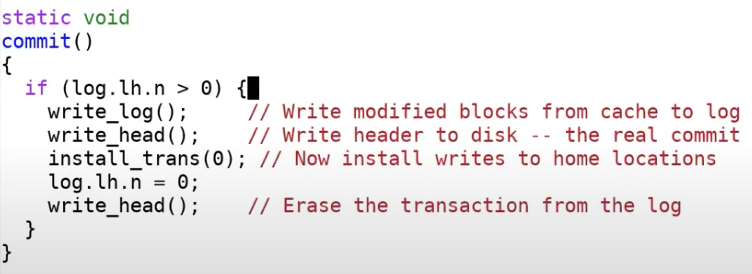 static void
commit()
{
  if (log.lh.n > 0) {
    write_log();     // Write modified blocks from cache to log
    write_head();    // Write header to disk -- the real commit
    install_trans(0); // Now install writes to home locations
    log.lh.n = 0;
    write_head();    // Erase the transaction from the log
  }
}